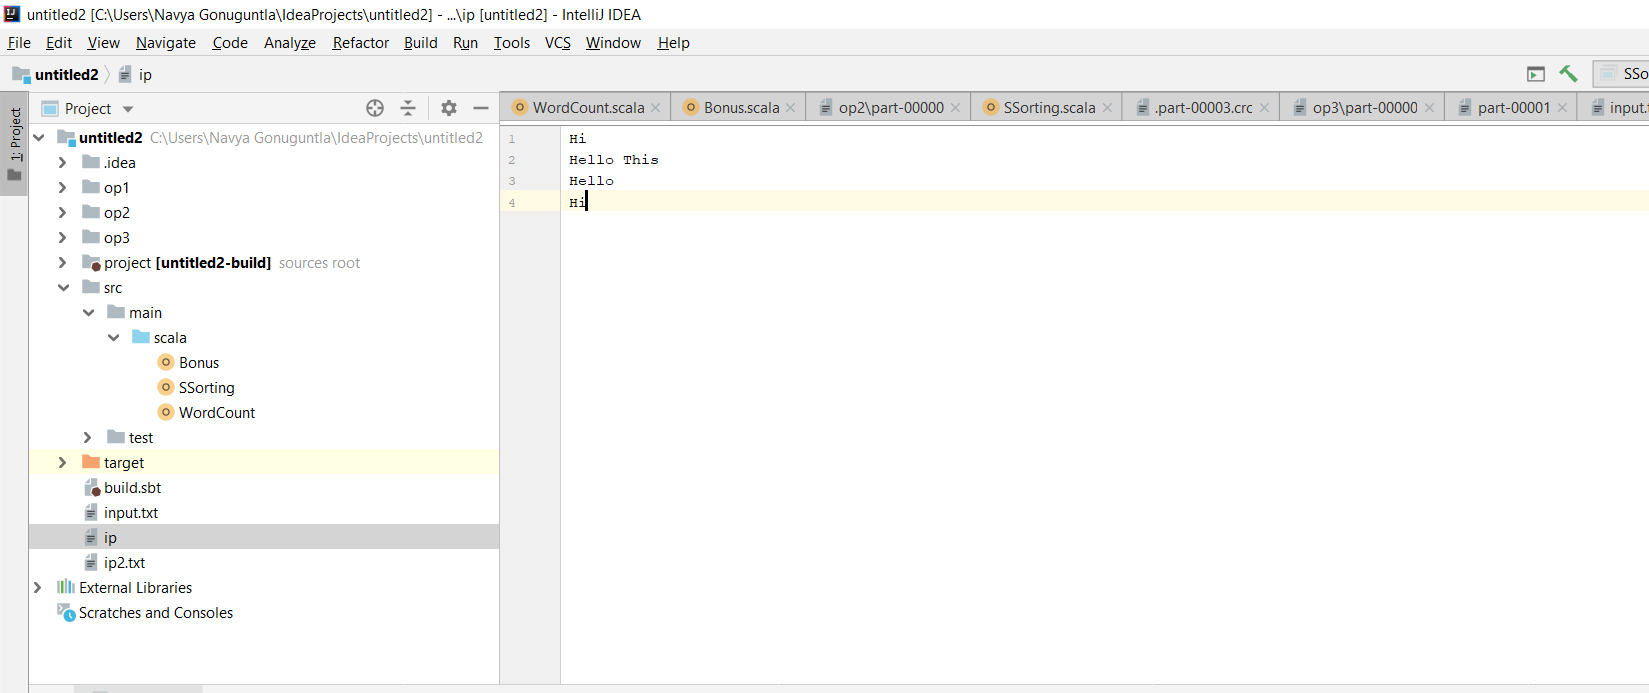 untitled2 [C:\Users\Navya Gonuguntla\IdeaProjects\untitled2] - ...\ip [untitled2] - IntelliJ IDEA
File Edit View Navigate Code Analyze Refactor Build Run Tools VCS Window Help
untitled2 ip
SSo
1: Project
Project
WordCount.scala Bonus.scala op2\part-00000 SSorting.scala .part-00003.crc op3\part-00000 part-00001 input.
untitled2 C:\Users\Navya Gonuguntla\IdeaProjects\untitled2
.idea
op1
op2
op3
project [untitled2-build] sources root
src
main
scala
Bonus
SSorting
WordCount
test
target
build.sbt
input.txt
ip
ip2.txt
External Libraries
Scratches and Consoles
1 Hi
2 Hello This
3 Hello
4 Hi